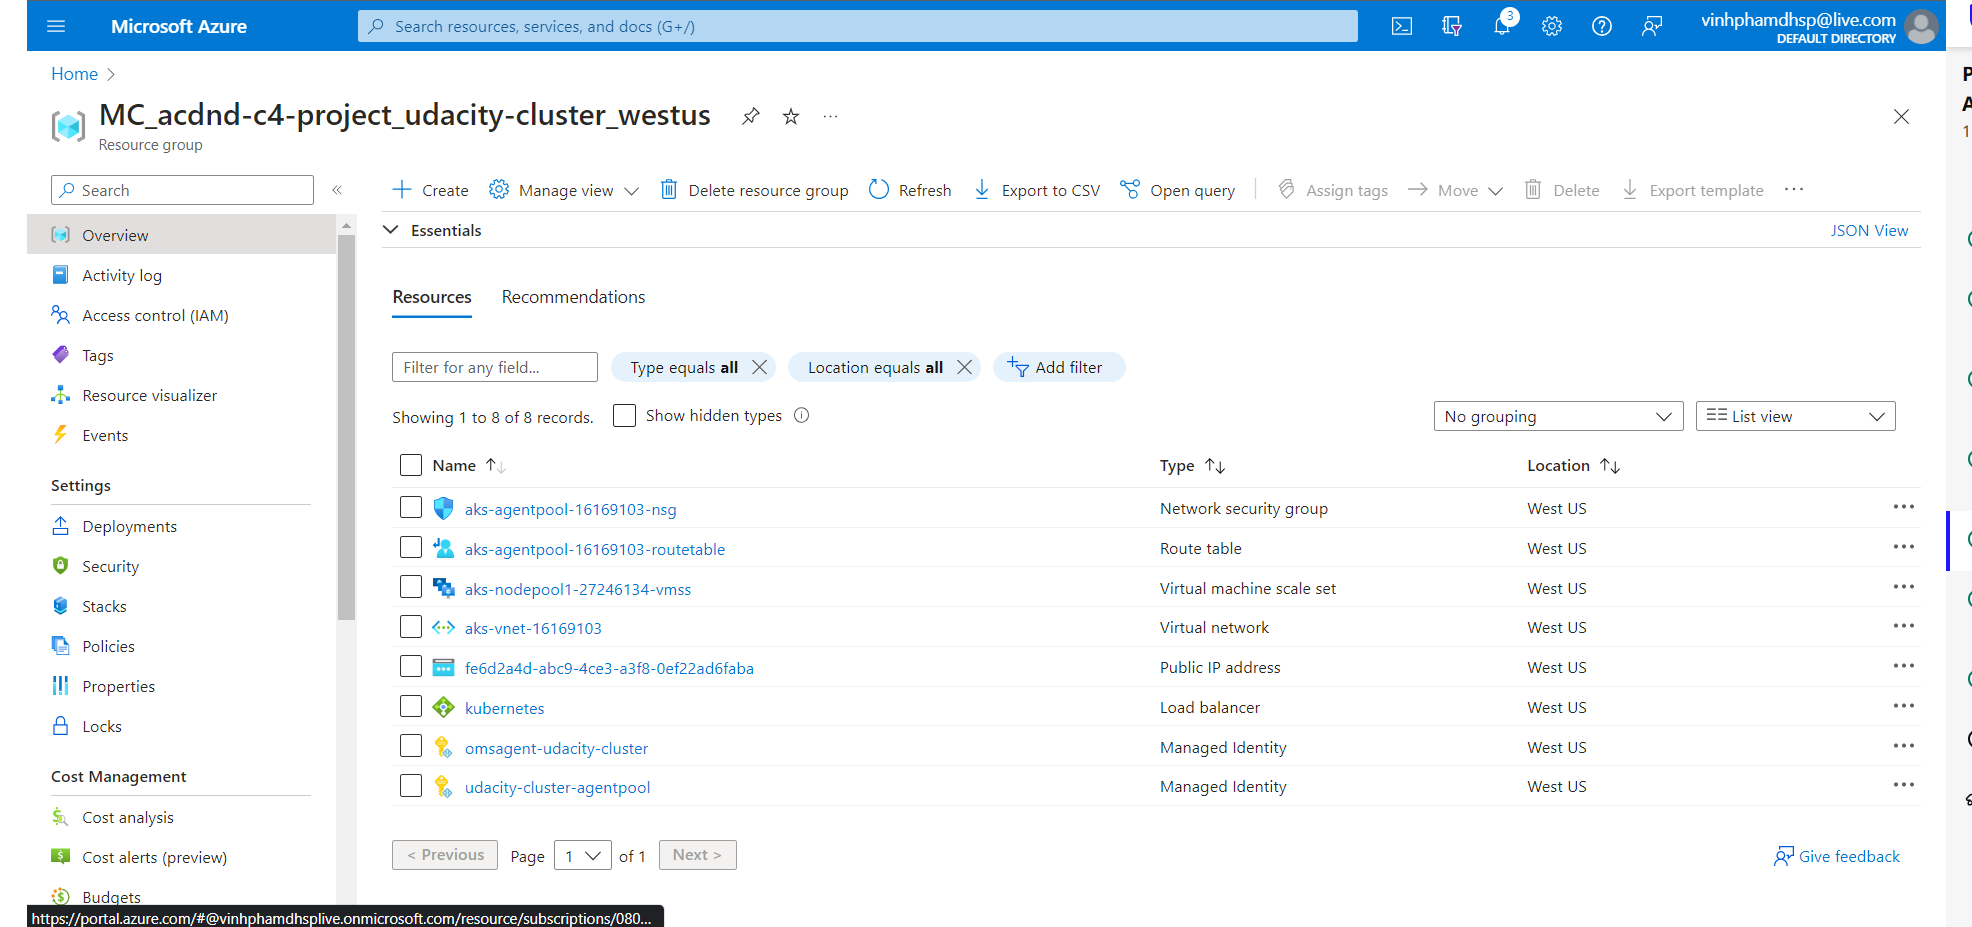 Microsoft Azure
Search resources, services, and docs (G+/)
3
vinhphamdhsp@live.com
DEFAULT DIRECTORY
Home
MC_acdnd-c4-project_udacity-cluster_westus
Resource group
Search
Create
Manage view
Delete resource group
Refresh
Export to CSV
Open query
Assign tags
Move
Delete
Export template
Overview
Activity log
Access control (IAM)
Tags
Resource visualizer
Events
Settings
Deployments
Security
Stacks
Policies
Properties
Locks
Cost Management
Cost analysis
Cost alerts (preview)
Budgets
Essentials
JSON View
Resources Recommendations
Filter for any field...
Type equals all
Location equals all
Add filter
Showing 1 to 8 of 8 records.
Show hidden types
No grouping
List view
Name Type Location
aks-agentpool-16169103-nsg Network security group West US
aks-agentpool-16169103-routetable Route table West US
aks-nodepool1-27246134-vmss Virtual machine scale set West US
aks-vnet-16169103 Virtual network West US
fe6d2a4d-abc9-4ce3-a3f8-0ef22ad6faba Public IP address West US
kubernetes Load balancer West US
omsagent-udacity-cluster Managed Identity West US
udacity-cluster-agentpool Managed Identity West US
< Previous Page 1 of 1 Next >
Give feedback
https://portal.azure.com/#@vinhphamdhsplive.onmicrosoft.com/resource/subscriptions/080...
P
A
1